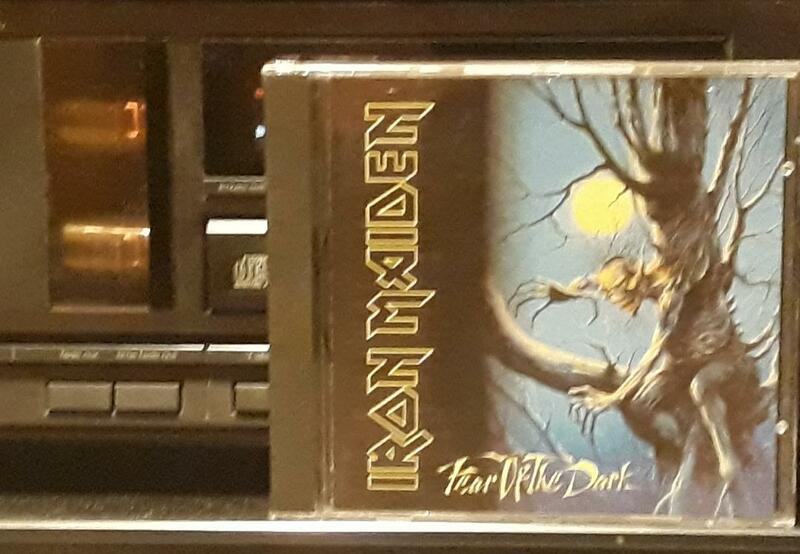 IRON MAIDEN
Fear Of The Dark